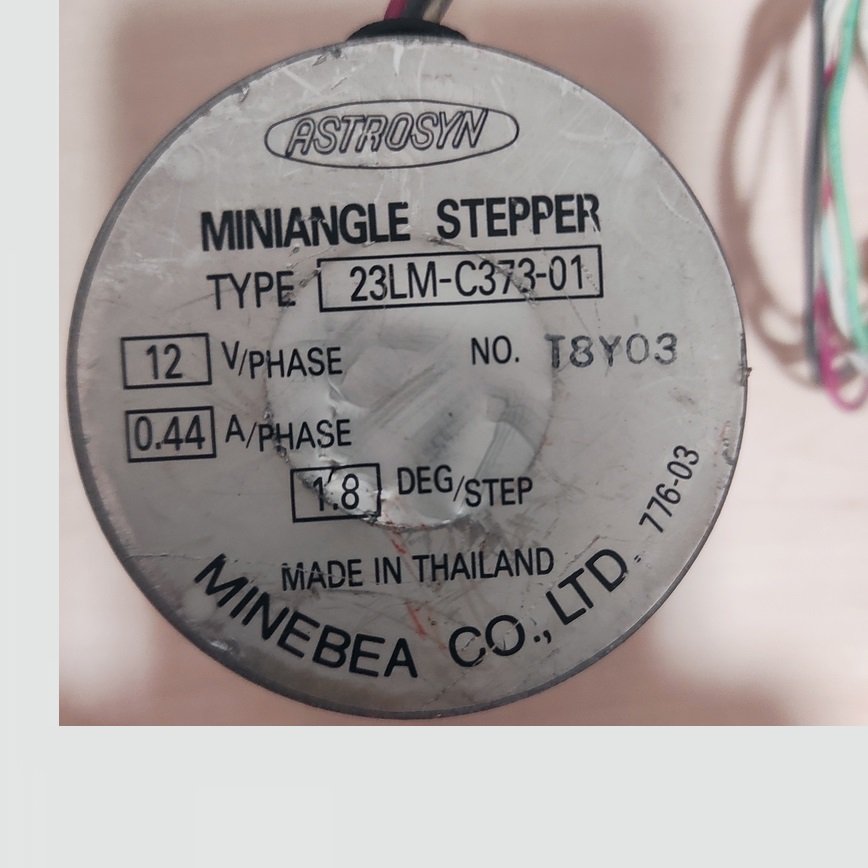 ASTROSYN
MINIANGLE STEPPER
TYPE 23LM-C373-01
12 V/PHASE NO. T8Y03
0.44 A/PHASE
1.8 DEG/STEP
776-03
MADE IN THAILAND
MINEBEA CO., LTD.